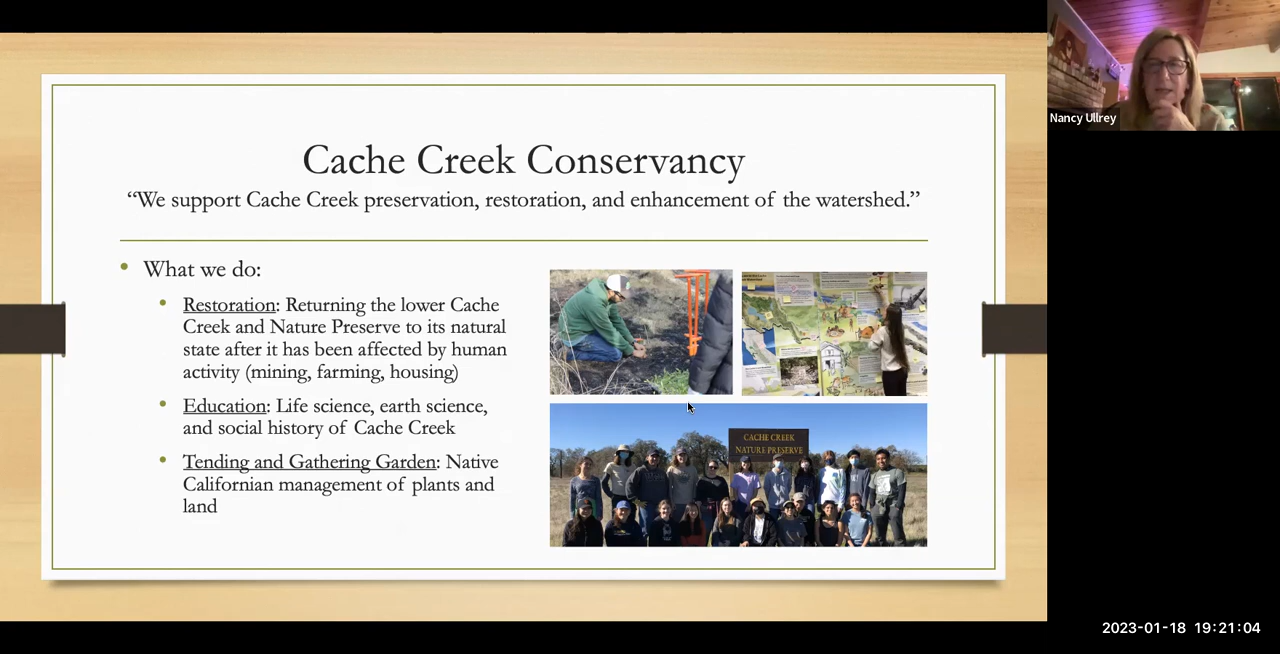 Cache Creek Conservancy
“We support Cache Creek preservation, restoration, and enhancement of the watershed.”
What we do:
Restoration: Returning the lower Cache
Creek and Nature Preserve to its natural
state after it has been affected by human
activity (mining, farming, housing)
Education: Life science, earth science,
and social history of Cache Creek
Tending and Gathering Garden: Native
Californian management of plants and
land
CACHE CREEK
NATURE PRESERVE
Nancy Ullrey
2023-01-18 19:21:04